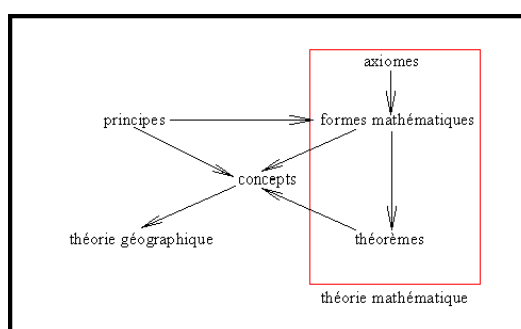 axiomes
principes
formes mathématiques
concepts
théorie géographique
théorèmes
théorie mathématique